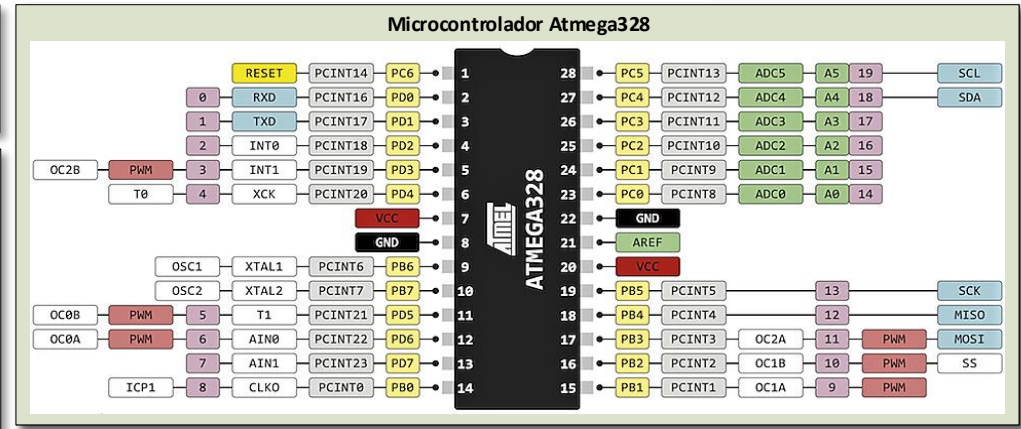 Microcontrolador Atmega328
RESET PCINT14 PC6 1 28 PC5 PCINT13 ADC5 A5 19 SCL
0 RXD PCINT16 PD0 2 27 PC4 PCINT12 ADC4 A4 18 SDA
1 TXD PCINT17 PD1 3 26 PC3 PCINT11 ADC3 A3 17
2 INT0 PCINT18 PD2 4 25 PC2 PCINT10 ADC2 A2 16
OC2B PWM 3 INT1 PCINT19 PD3 5 24 PC1 PCINT9 ADC1 A1 15
T0 4 XCK PCINT20 PD4 6 23 PC0 PCINT8 ADC0 A0 14
VCC 7 22 GND
GND 8 21 AREF
OSC1 XTAL1 PCINT6 PB6 9 20 VCC
OSC2 XTAL2 PCINT7 PB7 10 19 PB5 PCINT5 13 SCK
OC0B PWM 5 T1 PCINT21 PD5 11 18 PB4 PCINT4 12 MISO
OC0A PWM 6 AIN0 PCINT22 PD6 12 17 PB3 PCINT3 OC2A 11 PWM MOSI
7 AIN1 PCINT23 PD7 13 16 PB2 PCINT2 OC1B 10 PWM SS
ICP1 8 CLKO PCINT0 PB0 14 15 PB1 PCINT1 OC1A 9 PWM
ATMEL
ATMEGA328